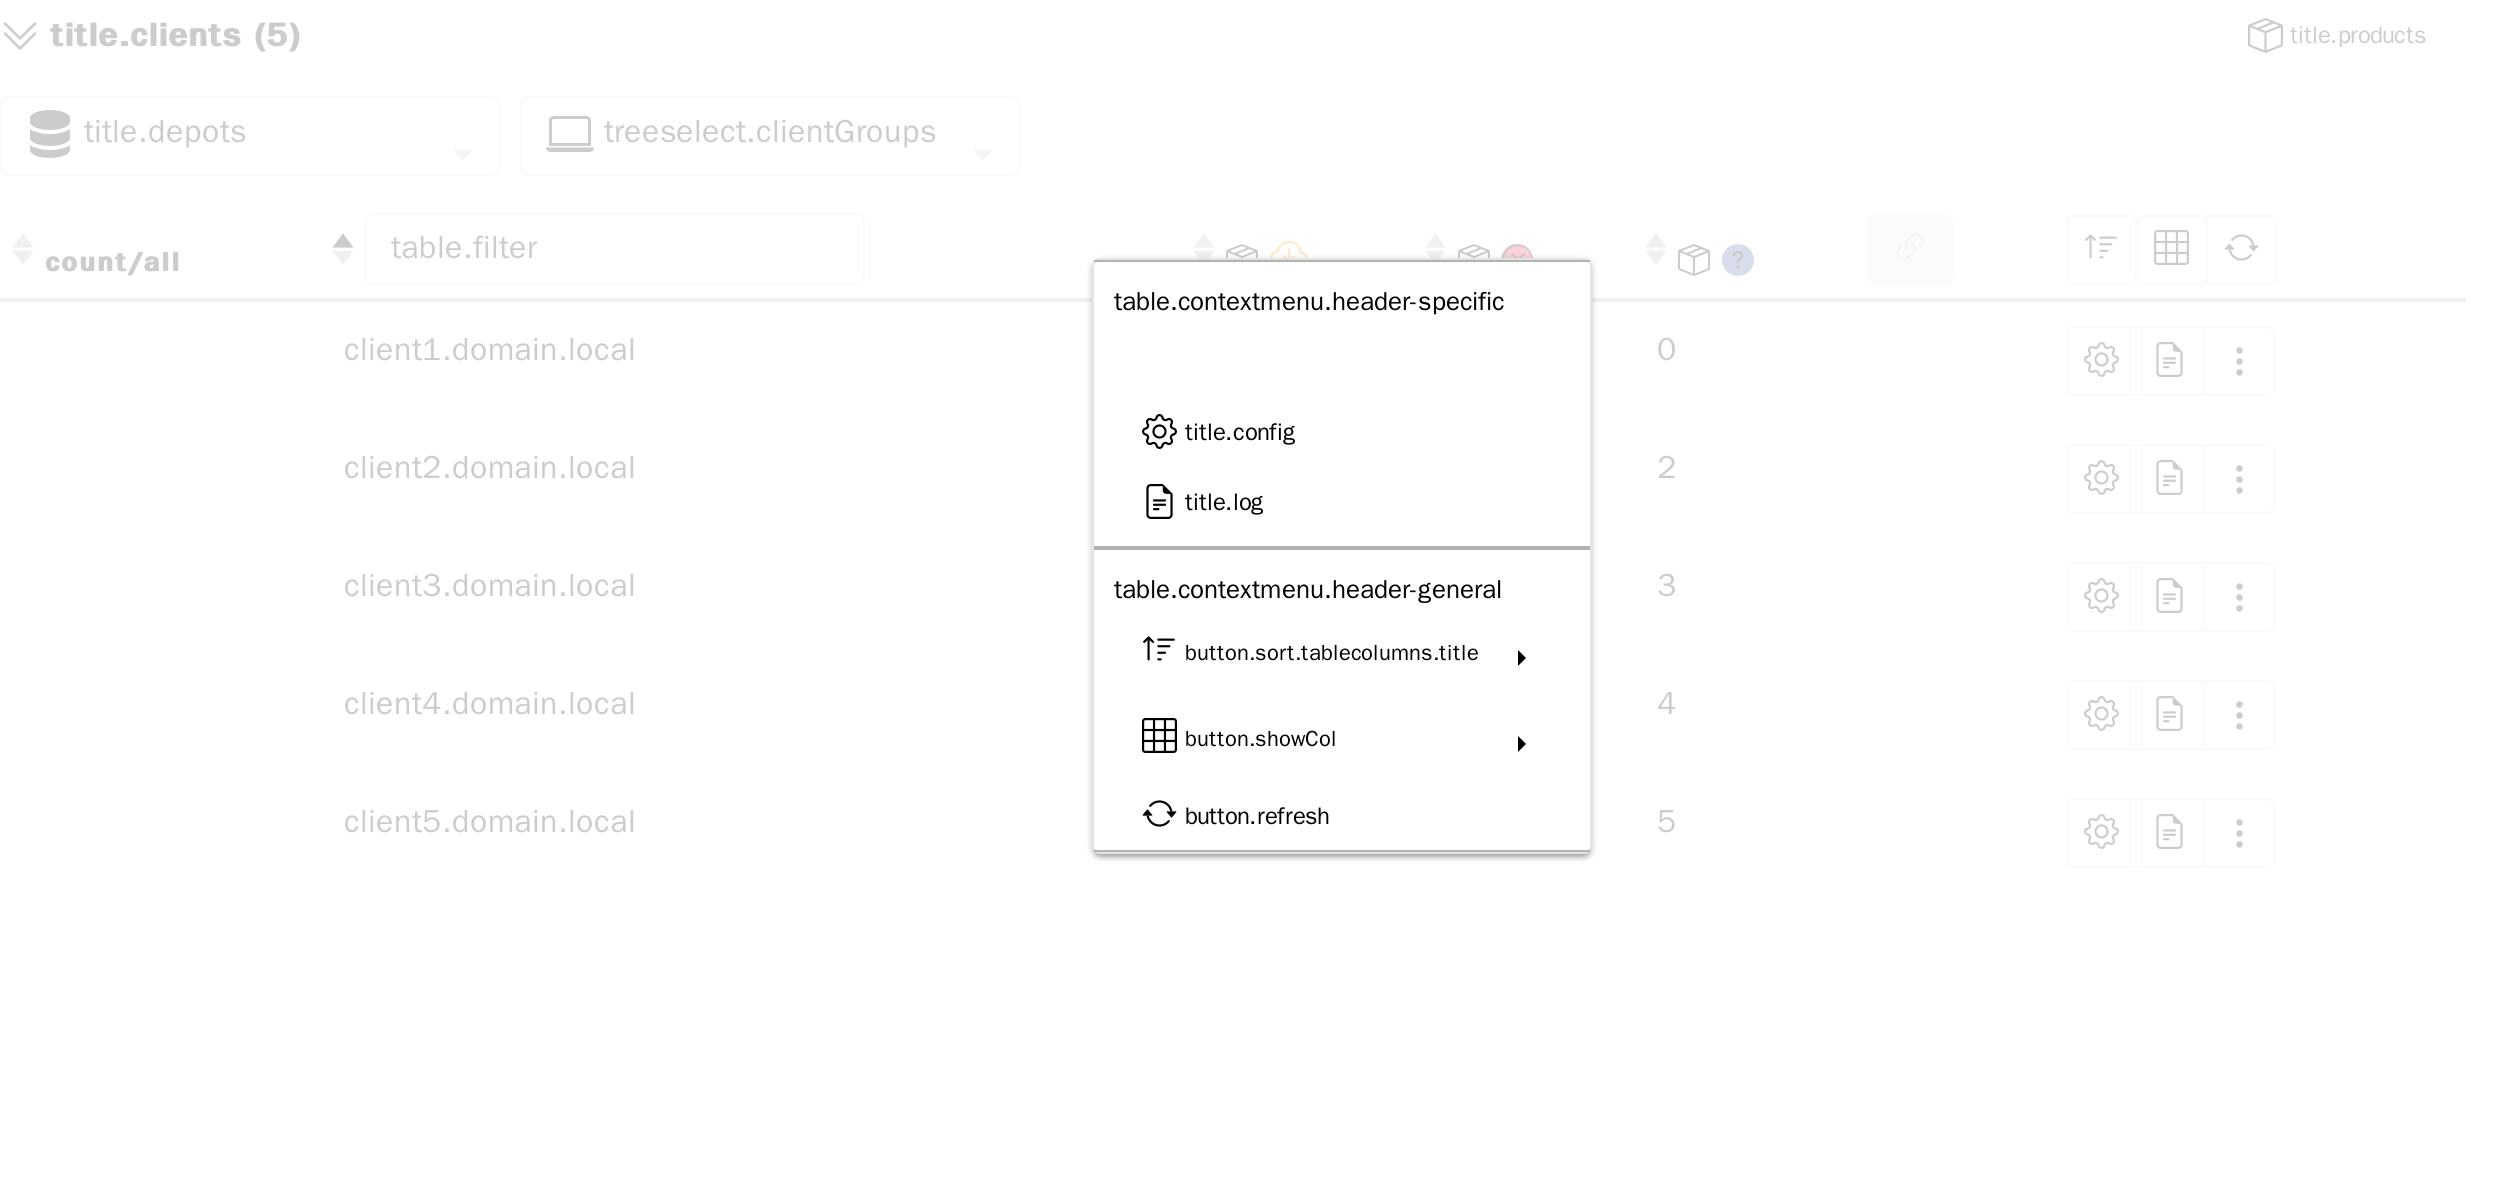 title.clients (5)
title.products
title.depots
treeselect.clientGroups
count/all
table.filter
?
table.contextmenu.header-specific
title.config
title.log
table.contextmenu.header-general
button.sort.tablecolumns.title
button.showCol
button.refresh
client1.domain.local 0
client2.domain.local 2
client3.domain.local 3
client4.domain.local 4
client5.domain.local 5